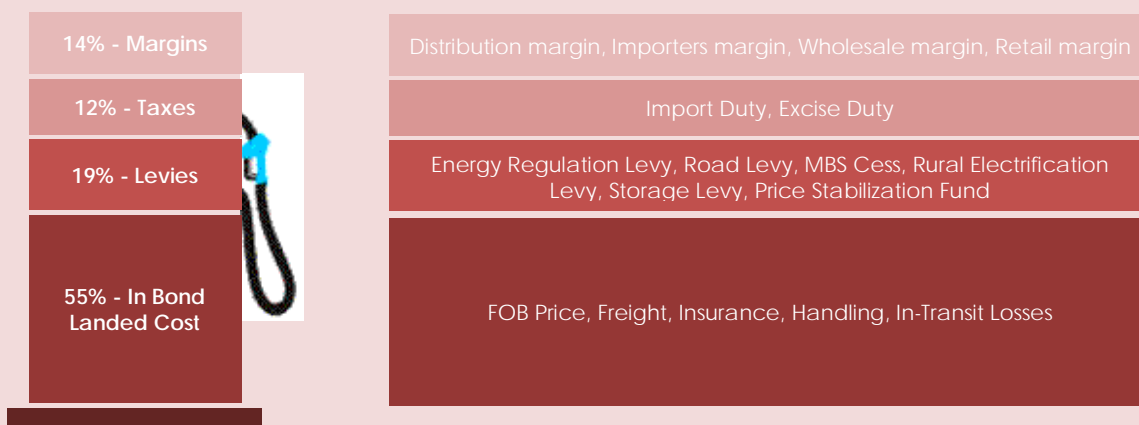 14% - Margins
Distribution margin, Importers margin, Wholesale margin, Retail margin
12% - Taxes
Import Duty, Excise Duty
19% - Levies
Energy Regulation Levy, Road Levy, MBS Cess, Rural Electrification
Levy, Storage Levy, Price Stabilization Fund
55% - In Bond
Landed Cost
FOB Price, Freight, Insurance, Handling, In-Transit Losses